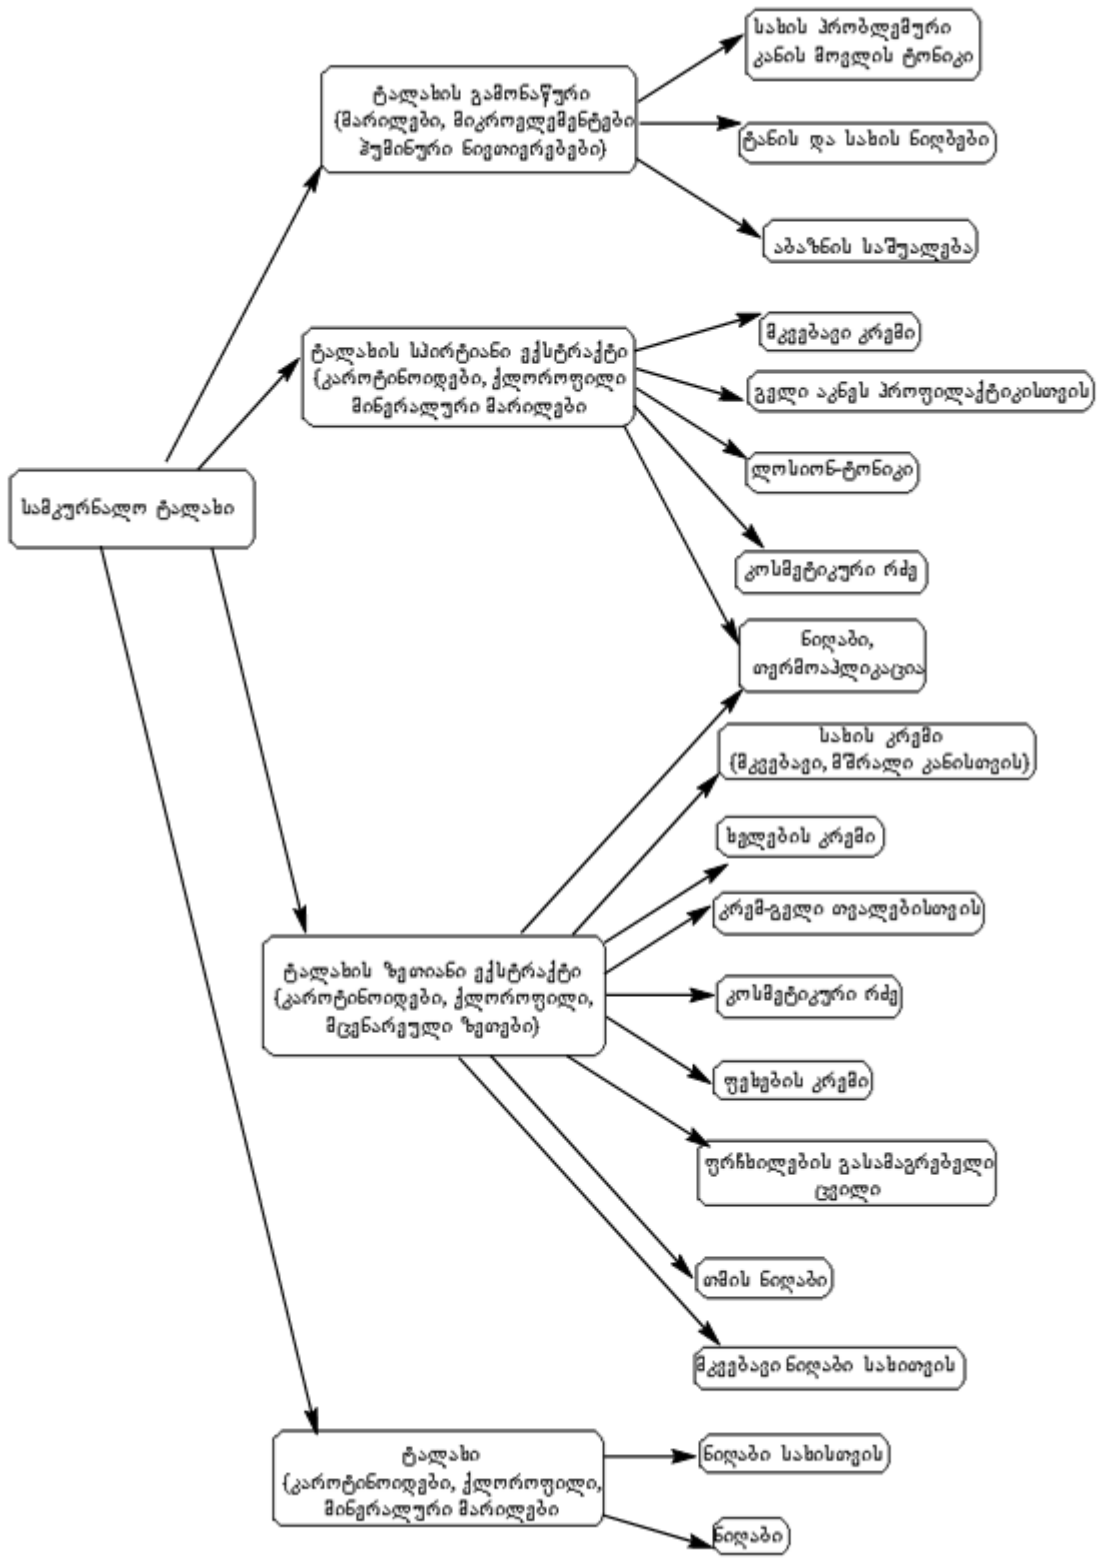 სახის პრობლემური
კანის მოვლის ტონიკი
ტალახის გამონაწური
{მარილები, მიკროელემენტები
ჰუმინური ნივთიერებები}
ტანის და სახის ნიღბები
აბაზნის საშუალება
მკვებავი კრემი
ტალახის სპირტიანი ექსტრაქტი
{კაროტინოიდები, ქლოროფილი
მინერალური მარილები
გელი აკნეს პროფილაქტიკისთვის
ლოსიონ-ტონიკი
სამკურნალო ტალახი
კოსმეტიკური რძე
ნიღაბი,
თერმოაპლიკაცია
სახის კრემი
{მკვებავი, მშრალი კანისთვის}
ხელების კრემი
კრემ-გელი თვალებისთვის
ტალახის ზეთიანი ექსტრაქტი
{კაროტინოიდები, ქლოროფილი,
მცენარეული ზეთები}
კოსმეტიკური რძე
ფეხების კრემი
ფრჩხილების გასამაგრებელი
ცვილი
თმის ნიღაბი
მკვებავი ნიღაბი სახითვის
ტალახი
{კაროტინოიდები, ქლოროფილი,
მინერალური მარილები
ნიღაბი სახისთვის
ნიღაბი